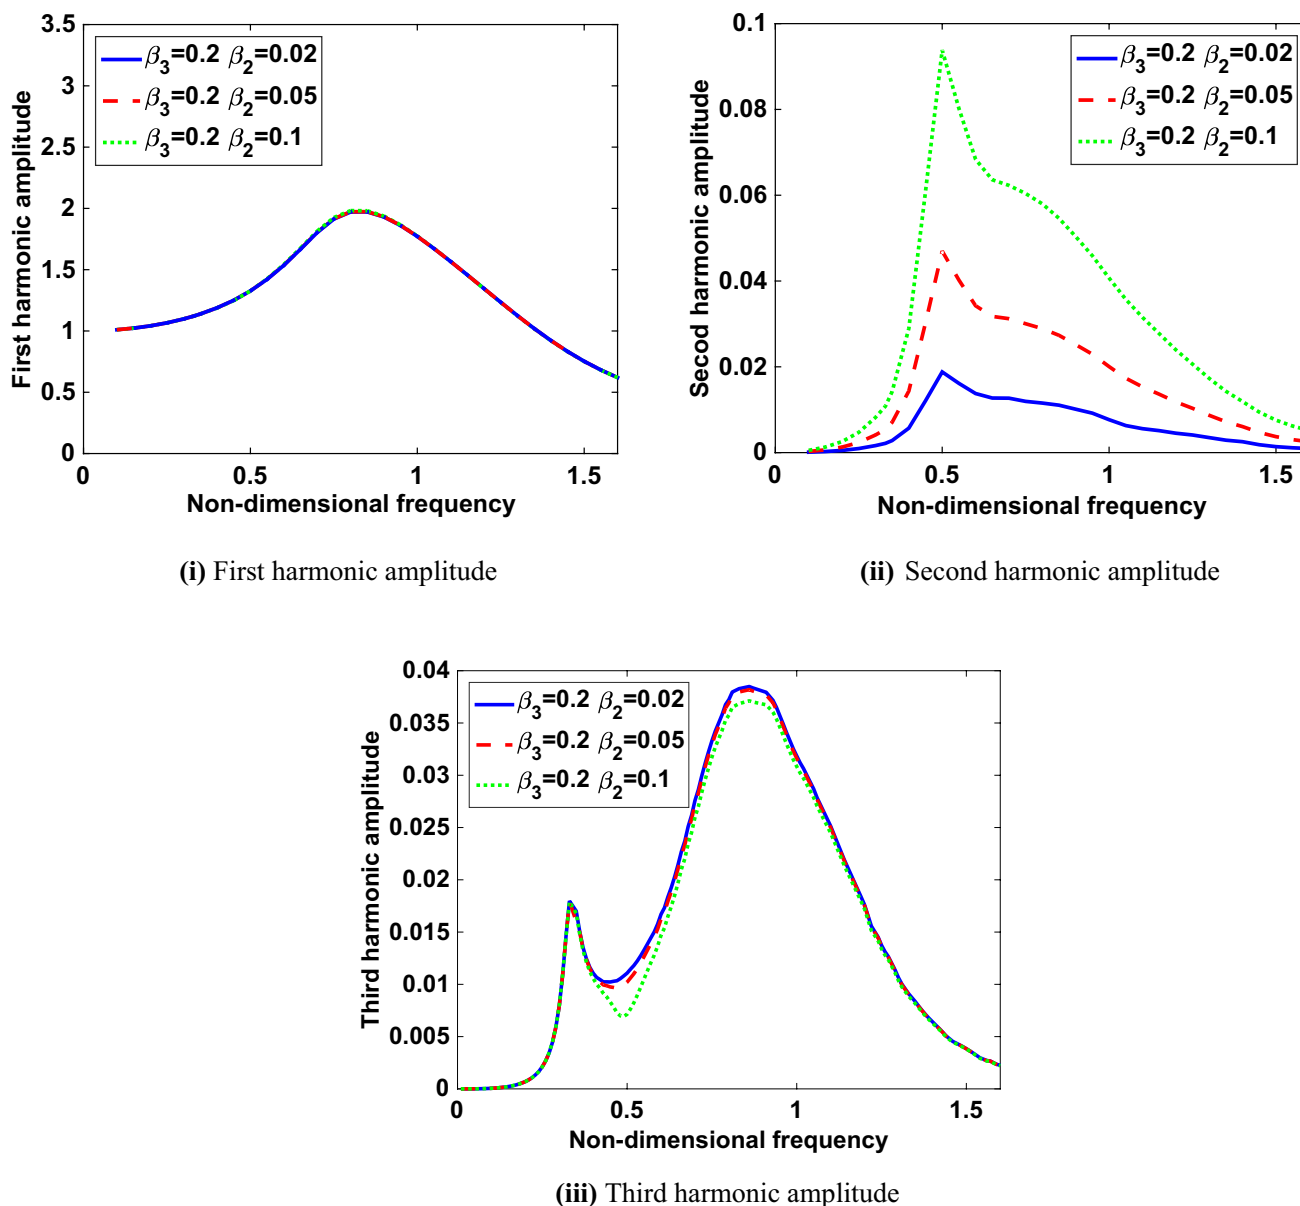 3.5
3
2.5
2
1.5
1
0.5
0
0 0.5 1 1.5
First harmonic amplitude
Non-dimensional frequency
β3=0.2 β2=0.02
β3=0.2 β2=0.05
β3=0.2 β2=0.1
(i) First harmonic amplitude
0.1
0.08
0.06
0.04
0.02
0
0 0.5 1 1.5
Secod harmonic amplitude
Non-dimensional frequency
β3=0.2 β2=0.02
β3=0.2 β2=0.05
β3=0.2 β2=0.1
(ii) Second harmonic amplitude
0.04
0.035
0.03
0.025
0.02
0.015
0.01
0.005
0
0 0.5 1 1.5
Third harmonic amplitude
Non-dimensional frequency
β3=0.2 β2=0.02
β3=0.2 β2=0.05
β3=0.2 β2=0.1
(iii) Third harmonic amplitude